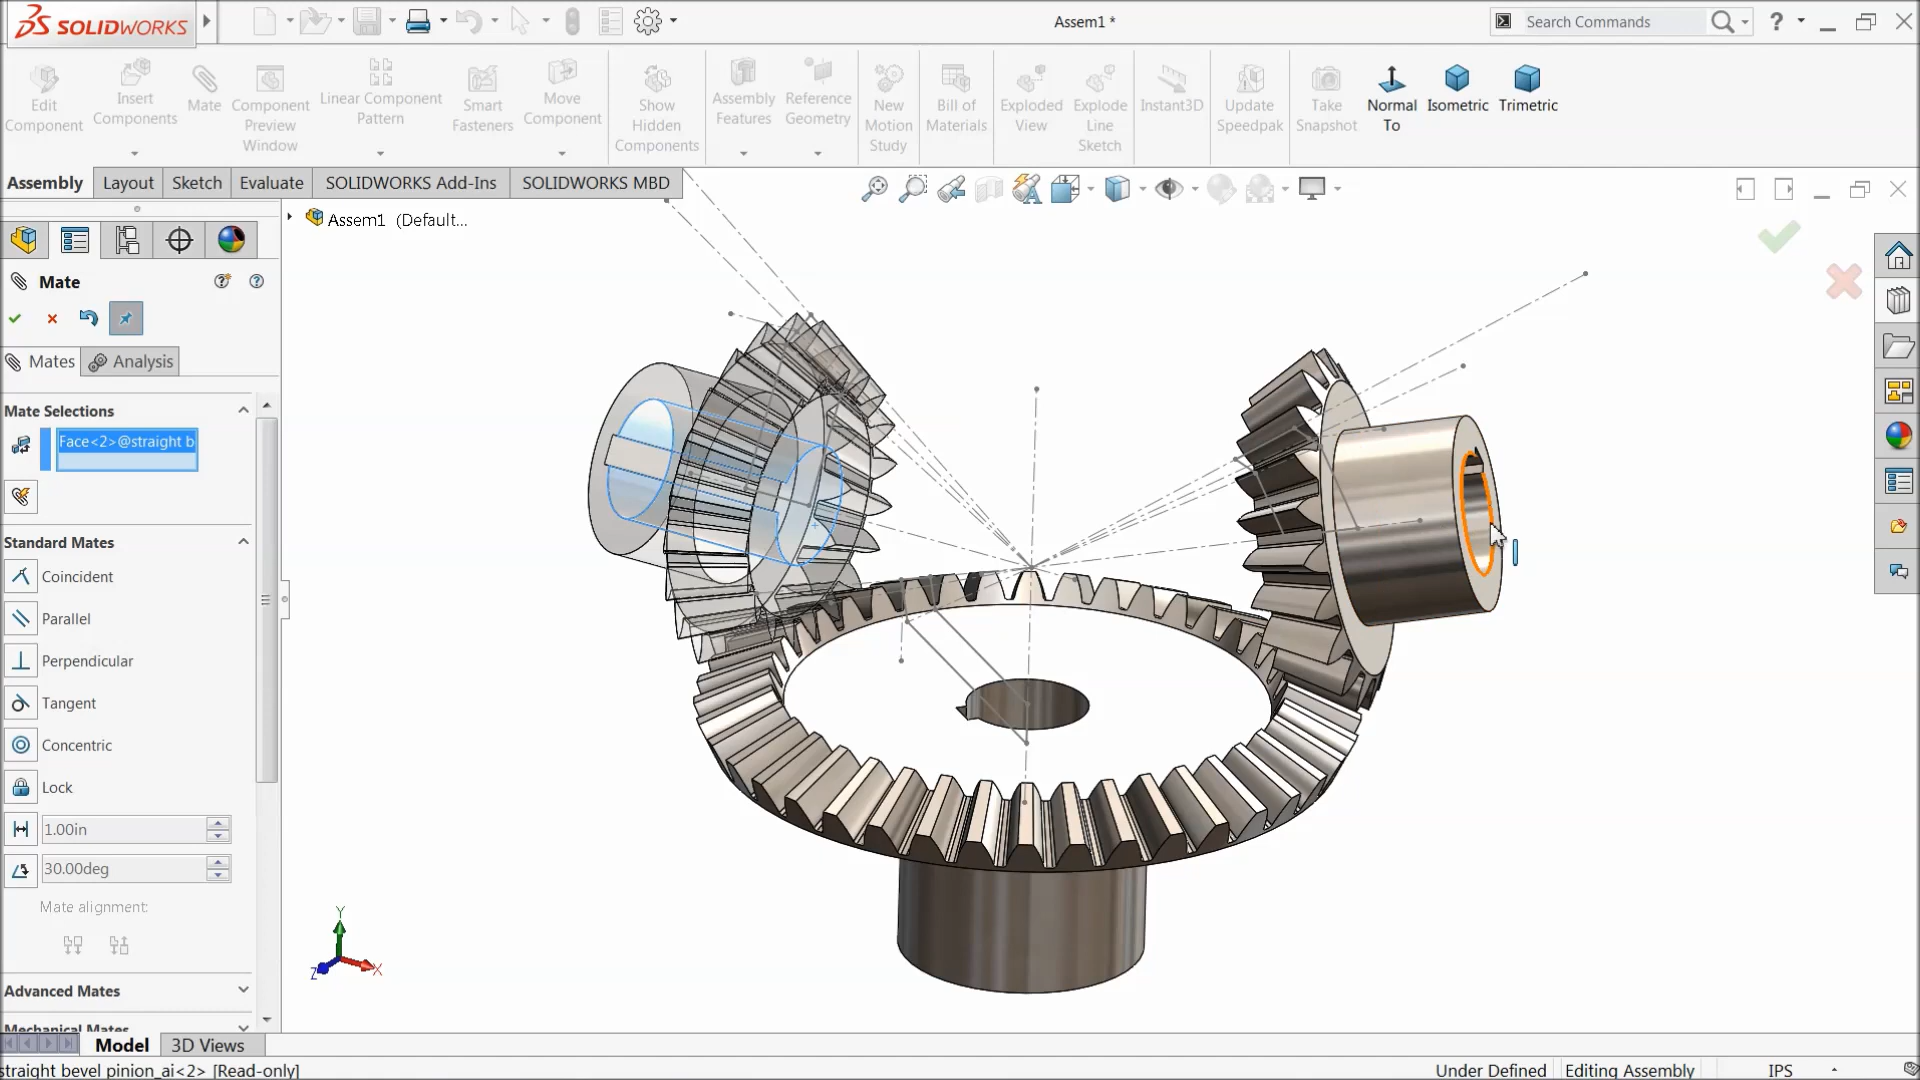 SOLIDWORKS
Assem1 *
Search Commands
?
Edit Component
Insert Components
Mate
Component Preview Window
Linear Component Pattern
Smart Fasteners
Move Component
Show Hidden Components
Assembly Features
Reference Geometry
New Motion Study
Bill of Materials
Exploded View
Explode Line Sketch
Instant3D
Update Speedpak
Take Snapshot
Normal To
Isometric
Trimetric
Assembly
Layout
Sketch
Evaluate
SOLIDWORKS Add-Ins
SOLIDWORKS MBD
Assem1 (Default...
Mate
Mates
Analysis
Mate Selections
Face<2>@straight b
Standard Mates
Coincident
Parallel
Perpendicular
Tangent
Concentric
Lock
1.00in
30.00deg
Mate alignment:
Advanced Mates
Mechanical Mates
Y
Z
X
Model
3D Views
straight bevel pinion_ai<2> [Read-only]
Under Defined
Editing Assembly
IPS